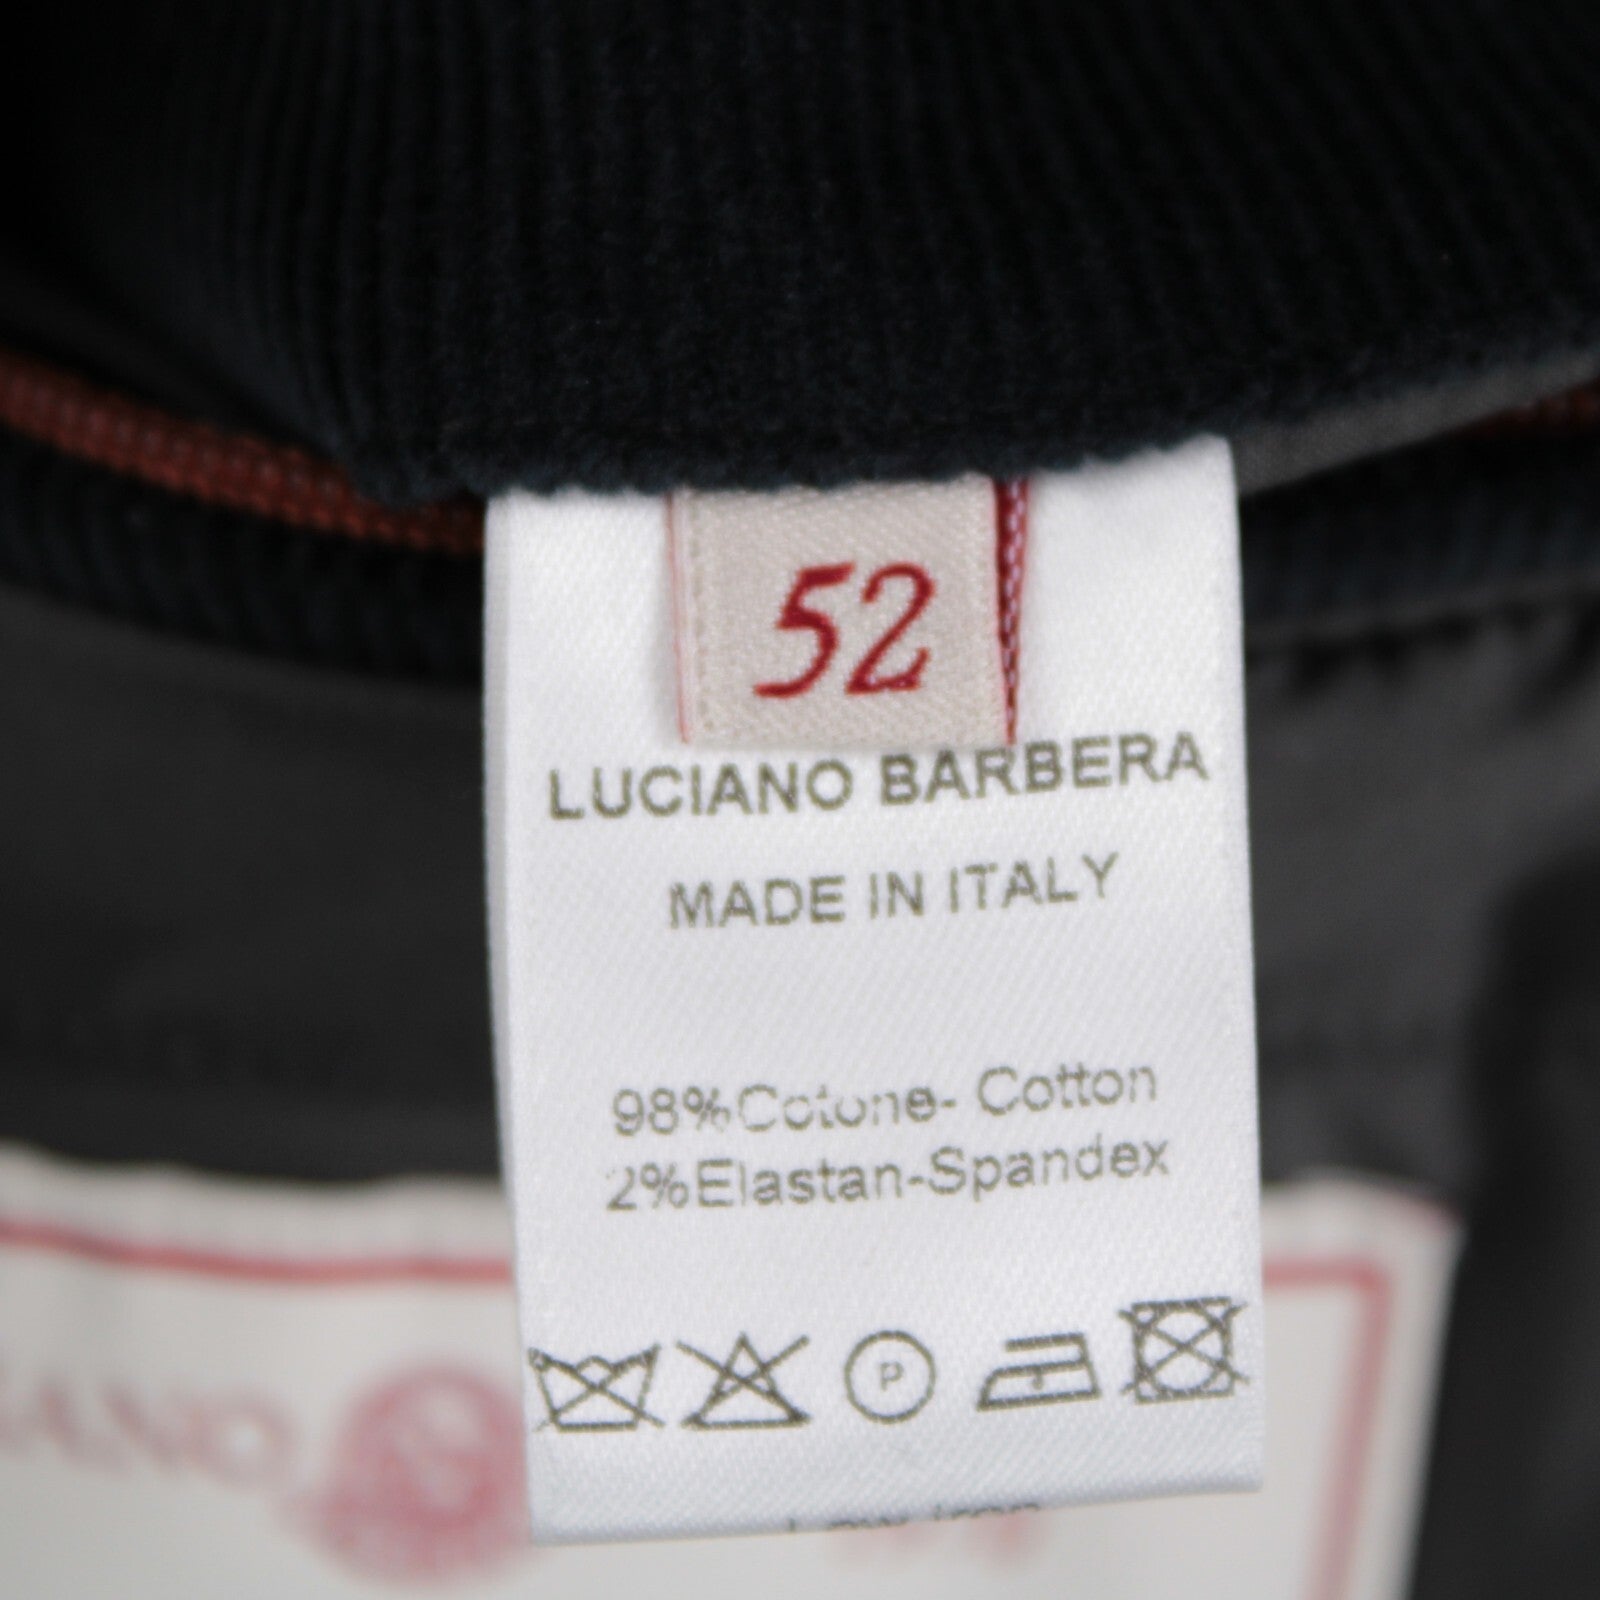 52
LUCIANO BARBERA
MADE IN ITALY
98%Cotone- Cotton
2%Elastan-Spandex
P